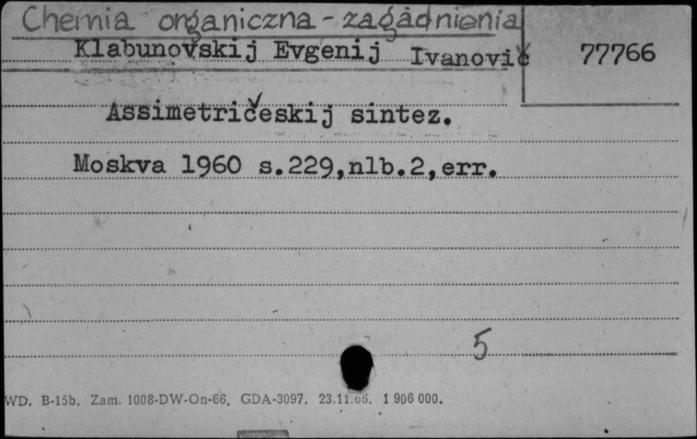 Chemia organiczna - zagadnienia
Klabunovskij Evgenij Ivanovič 77766
Assimetričeskij sintez.
Moskva 1960 s.229,nlb.2,err.
5
WD. B-15b. Zam. 1008-DW-On-66. GDA-3097. 23.11.66. 1 906 000.